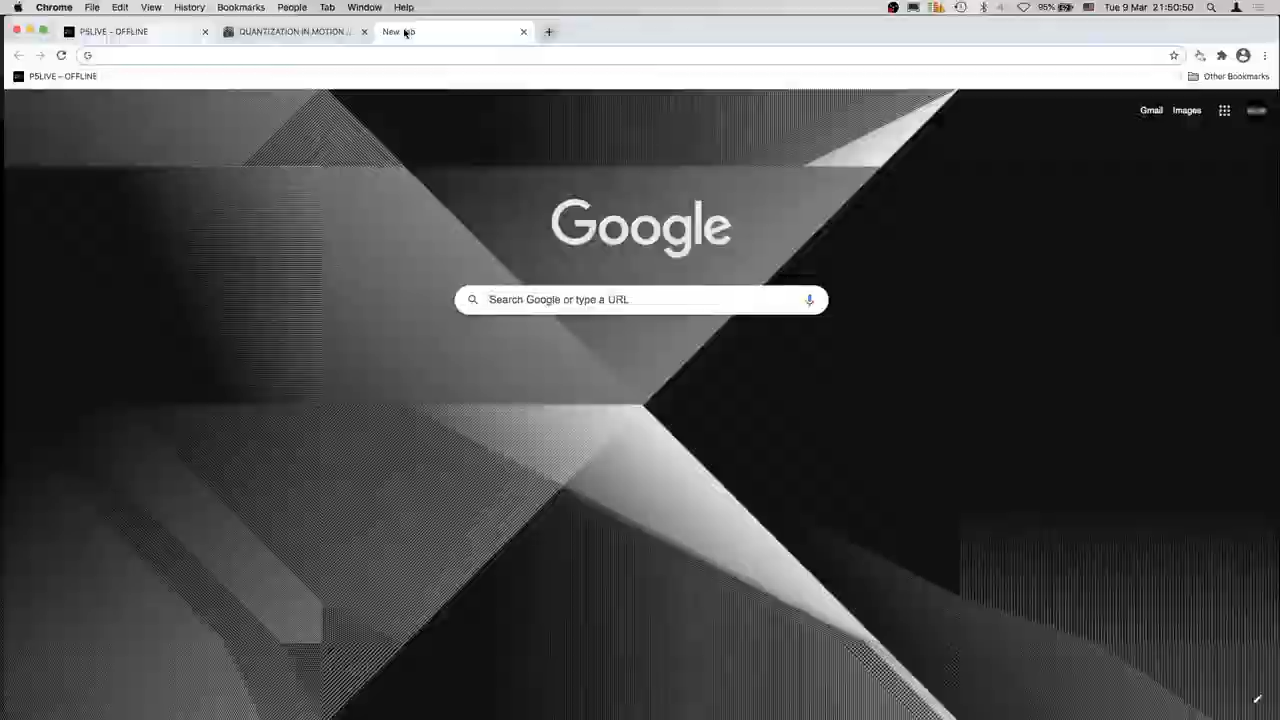 Chrome File Edit View History Bookmarks People Tab Window Help 95% Tue 9 Mar 21:50:50
P5LIVE – OFFLINE QUANTIZATION IN MOTION ... New Tab
P5LIVE – OFFLINE Other Bookmarks
Gmail Images
Google
Search Google or type a URL